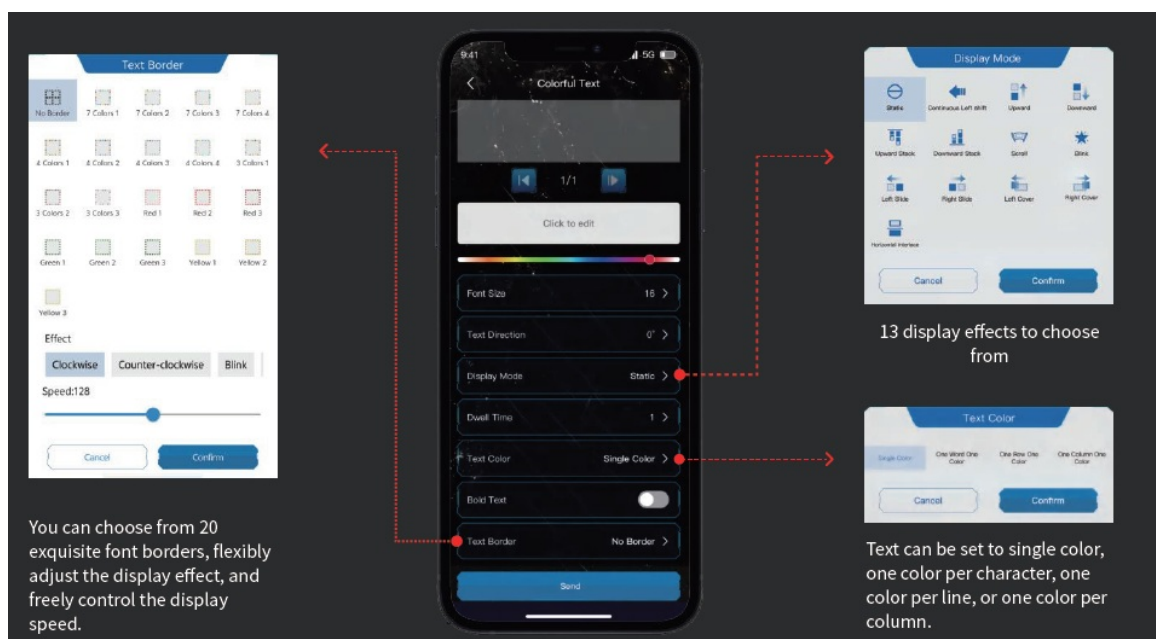 Text Border
No Border 7 Colors 1 7 Colors 2 7 Colors 3 7 Colors 4
4 Colors 1 4 Colors 2 4 Colors 3 4 Colors 4 3 Colors 1
3 Colors 2 3 Colors 3 Red 1 Red 2 Red 3
Green 1 Green 2 Green 3 Yellow 1 Yellow 2
Yellow 3
Effect
Clockwise Counter-clockwise Blink
Speed:128
Cancel Confirm
You can choose from 20
exquisite font borders, flexibly
adjust the display effect, and
freely control the display
speed.
9:41 5G
Colorful Text
1/1
Click to edit
Font Size 16
Text Direction 0°
Display Mode Static
Dwell Time 1
Text Color Single Color
Bold Text
Text Border No Border
Send
Display Mode
Static Continuous Left shift Upward Downward
Upward Stack Downward Stack Scroll Blink
Left Slide Right Slide Left Cover Right Cover
Horizontal
Cancel Confirm
13 display effects to choose
from
Text Color
Single Color One Word One Color One Row One Color One Column One Color
Cancel Confirm
Text can be set to single color,
one color per character, one
color per line, or one color per
column.